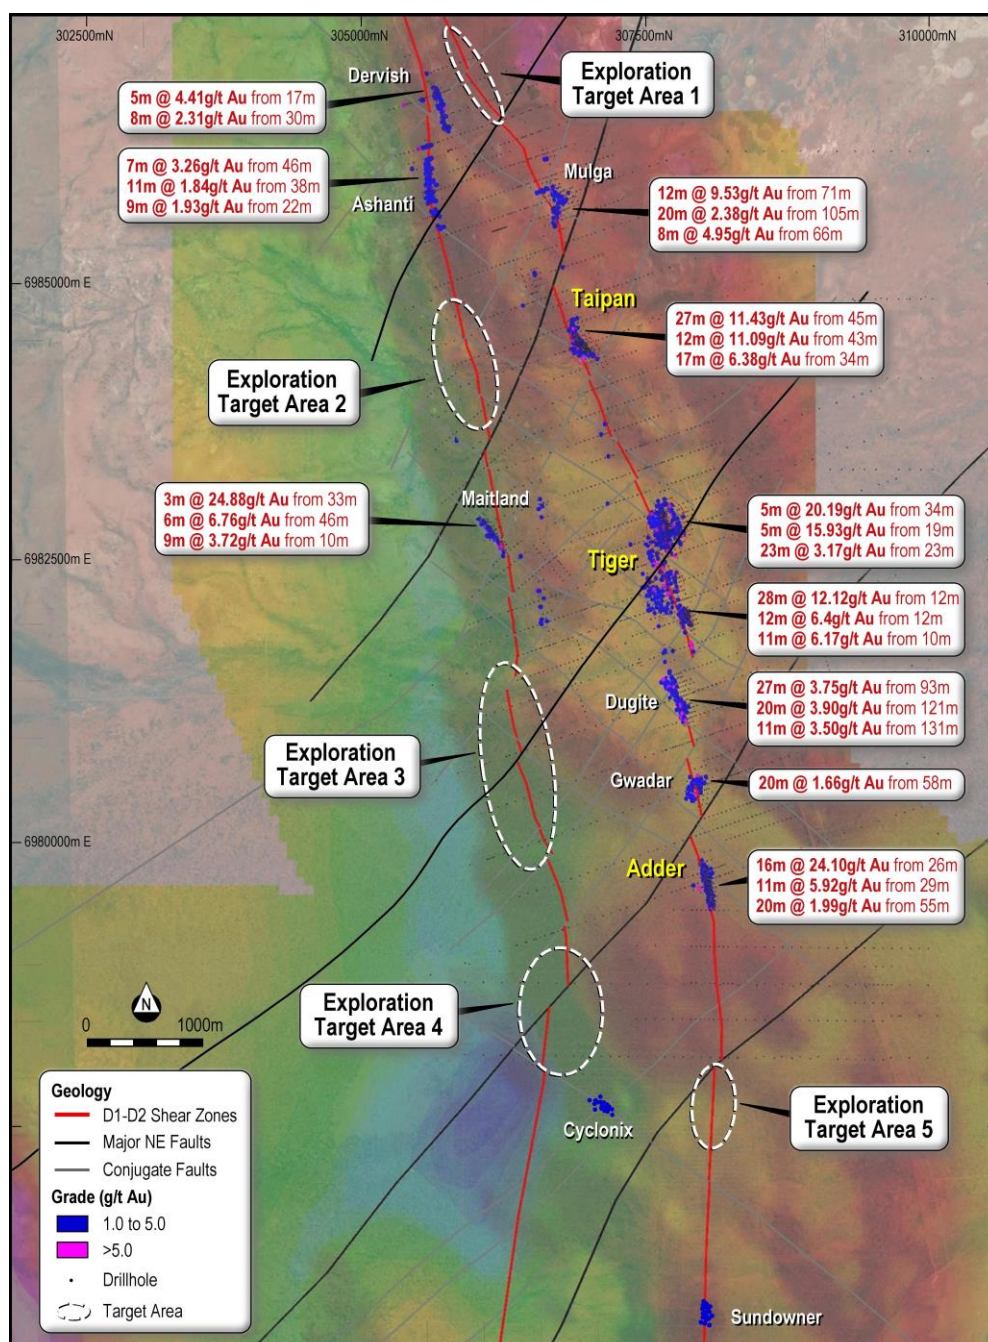 302500mN
305000mN
307500mN
310000mN
Dervish
Exploration
Target Area 1
5m @ 4.41g/t Au from 17m
8m @ 2.31g/t Au from 30m
7m @ 3.26g/t Au from 46m
11m @ 1.84g/t Au from 38m
9m @ 1.93g/t Au from 22m
Ashanti
Mulga
12m @ 9.53g/t Au from 71m
20m @ 2.38g/t Au from 105m
8m @ 4.95g/t Au from 66m
6985000m E
Taipan
27m @ 11.43g/t Au from 45m
12m @ 11.09g/t Au from 43m
17m @ 6.38g/t Au from 34m
Exploration
Target Area 2
3m @ 24.88g/t Au from 33m
6m @ 6.76g/t Au from 46m
9m @ 3.72g/t Au from 10m
Maitland
5m @ 20.19g/t Au from 34m
5m @ 15.93g/t Au from 19m
23m @ 3.17g/t Au from 23m
6982500m E
Tiger
28m @ 12.12g/t Au from 12m
12m @ 6.4g/t Au from 12m
11m @ 6.17g/t Au from 10m
Dugite
27m @ 3.75g/t Au from 93m
20m @ 3.90g/t Au from 121m
11m @ 3.50g/t Au from 131m
Exploration
Target Area 3
Gwadar
20m @ 1.66g/t Au from 58m
6980000m E
Adder
16m @ 24.10g/t Au from 26m
11m @ 5.92g/t Au from 29m
20m @ 1.99g/t Au from 55m
Exploration
Target Area 4
N
0 1000m
Geology
D1-D2 Shear Zones
Major NE Faults
Conjugate Faults
Grade (g/t Au)
1.0 to 5.0
>5.0
Drillhole
Target Area
Cyclonix
Exploration
Target Area 5
Sundowner